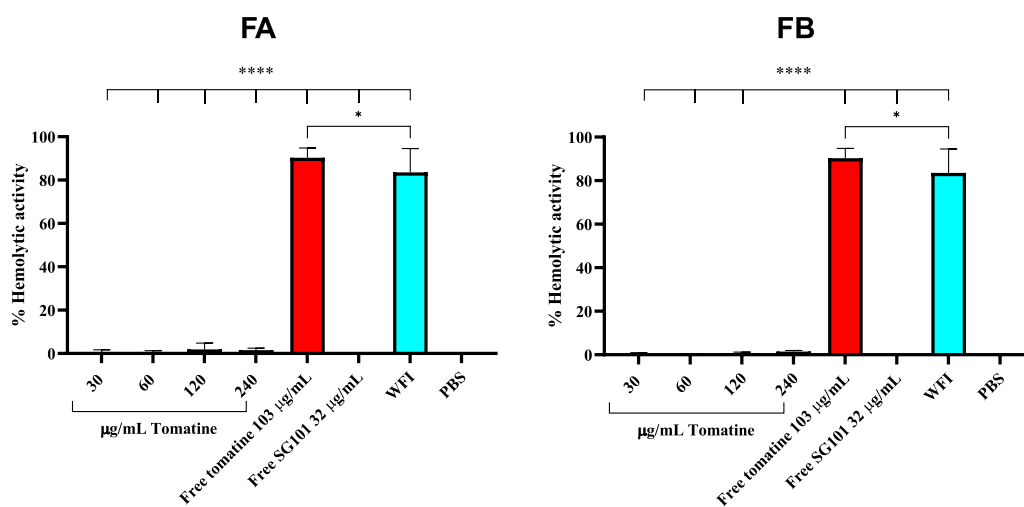 FA
****
*
% Hemolytic activity
100
80
60
40
20
0
30
60
120
240
Free tomatine 103 µg/mL
Free SG101 32 µg/mL
WFI
PBS
µg/mL Tomatine
FB
****
*
% Hemolytic activity
100
80
60
40
20
0
30
60
120
240
Free tomatine 103 µg/mL
Free SG101 32 µg/mL
WFI
PBS
µg/mL Tomatine